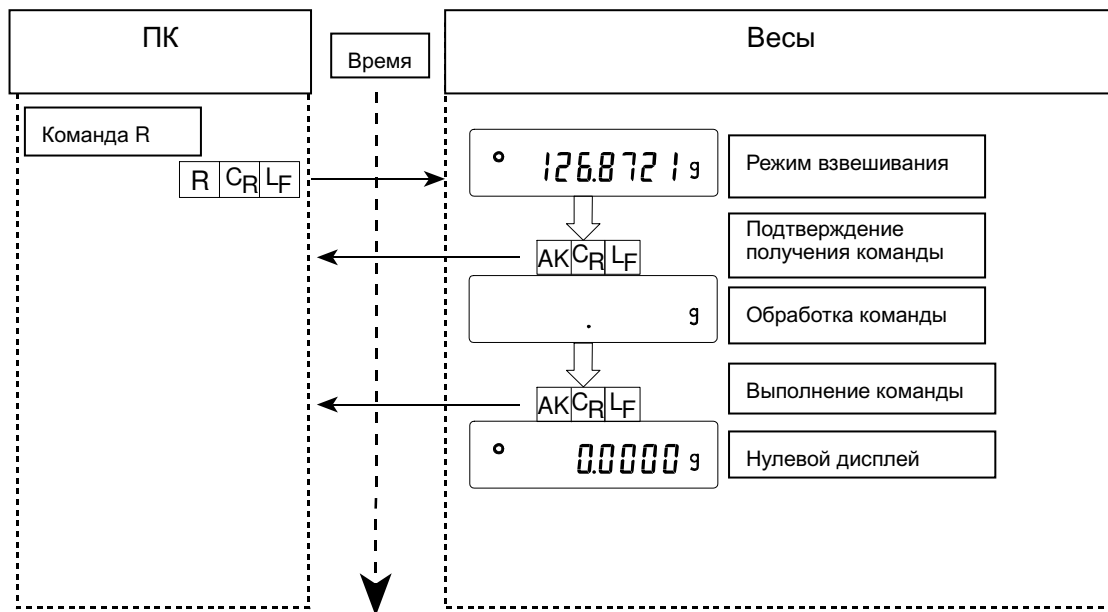 ПК
Время
Весы
Команда R
R CR LF
126.8721 g
Режим взвешивания
AK CR LF
Подтверждение
получения команды
. g
Обработка команды
AK CR LF
Выполнение команды
0.0000 g
Нулевой дисплей